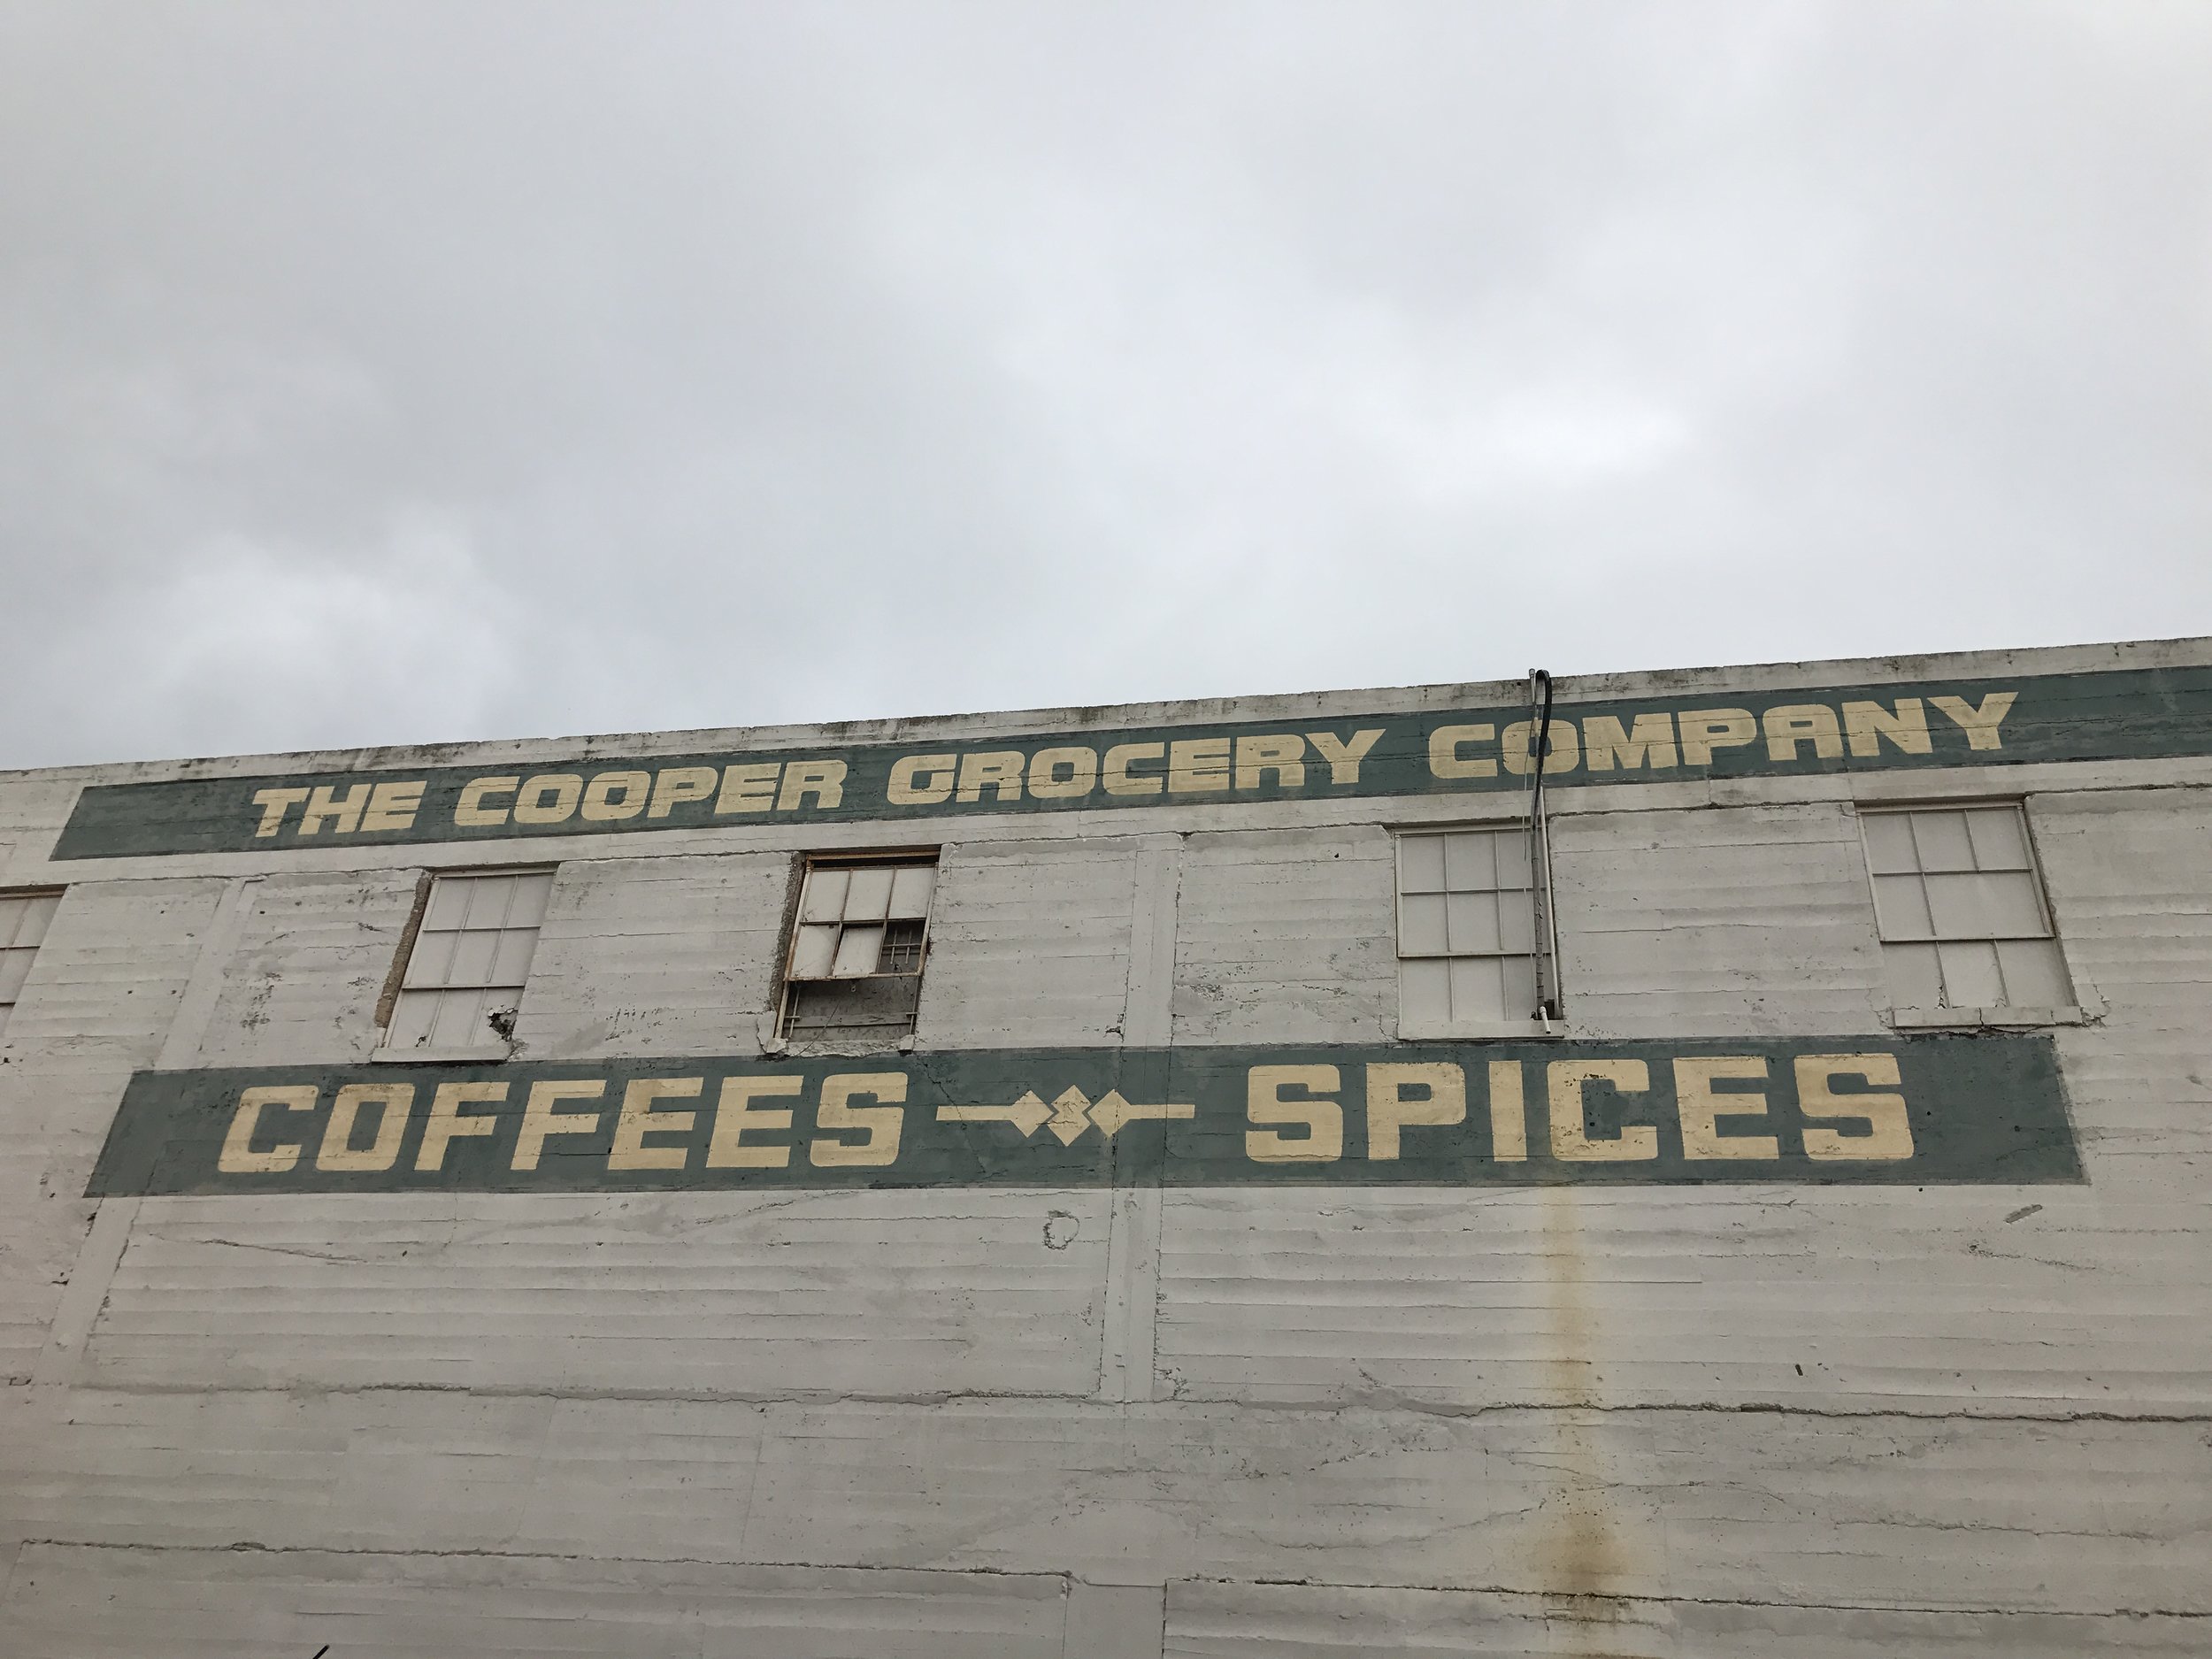 THE COOPER GROCERY COMPANY
COFFEES SPICES